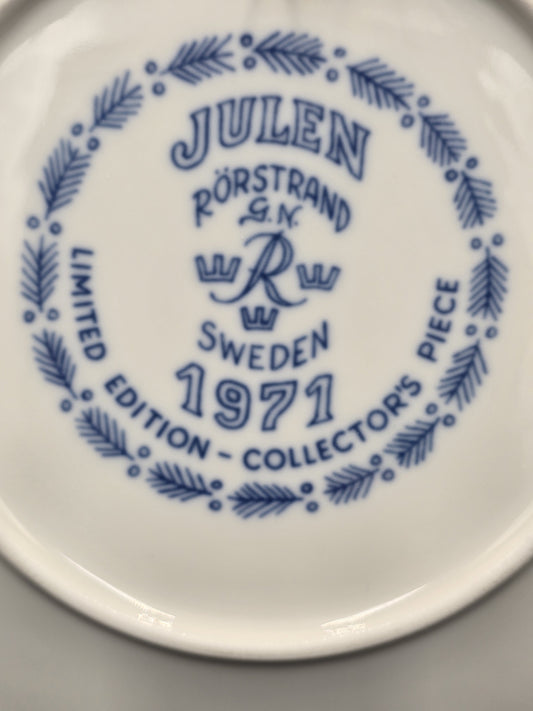 JULEN
RÖRSTRAND
G.N.
R
SWEDEN
1971
LIMITED EDITION - COLLECTOR'S PIECE